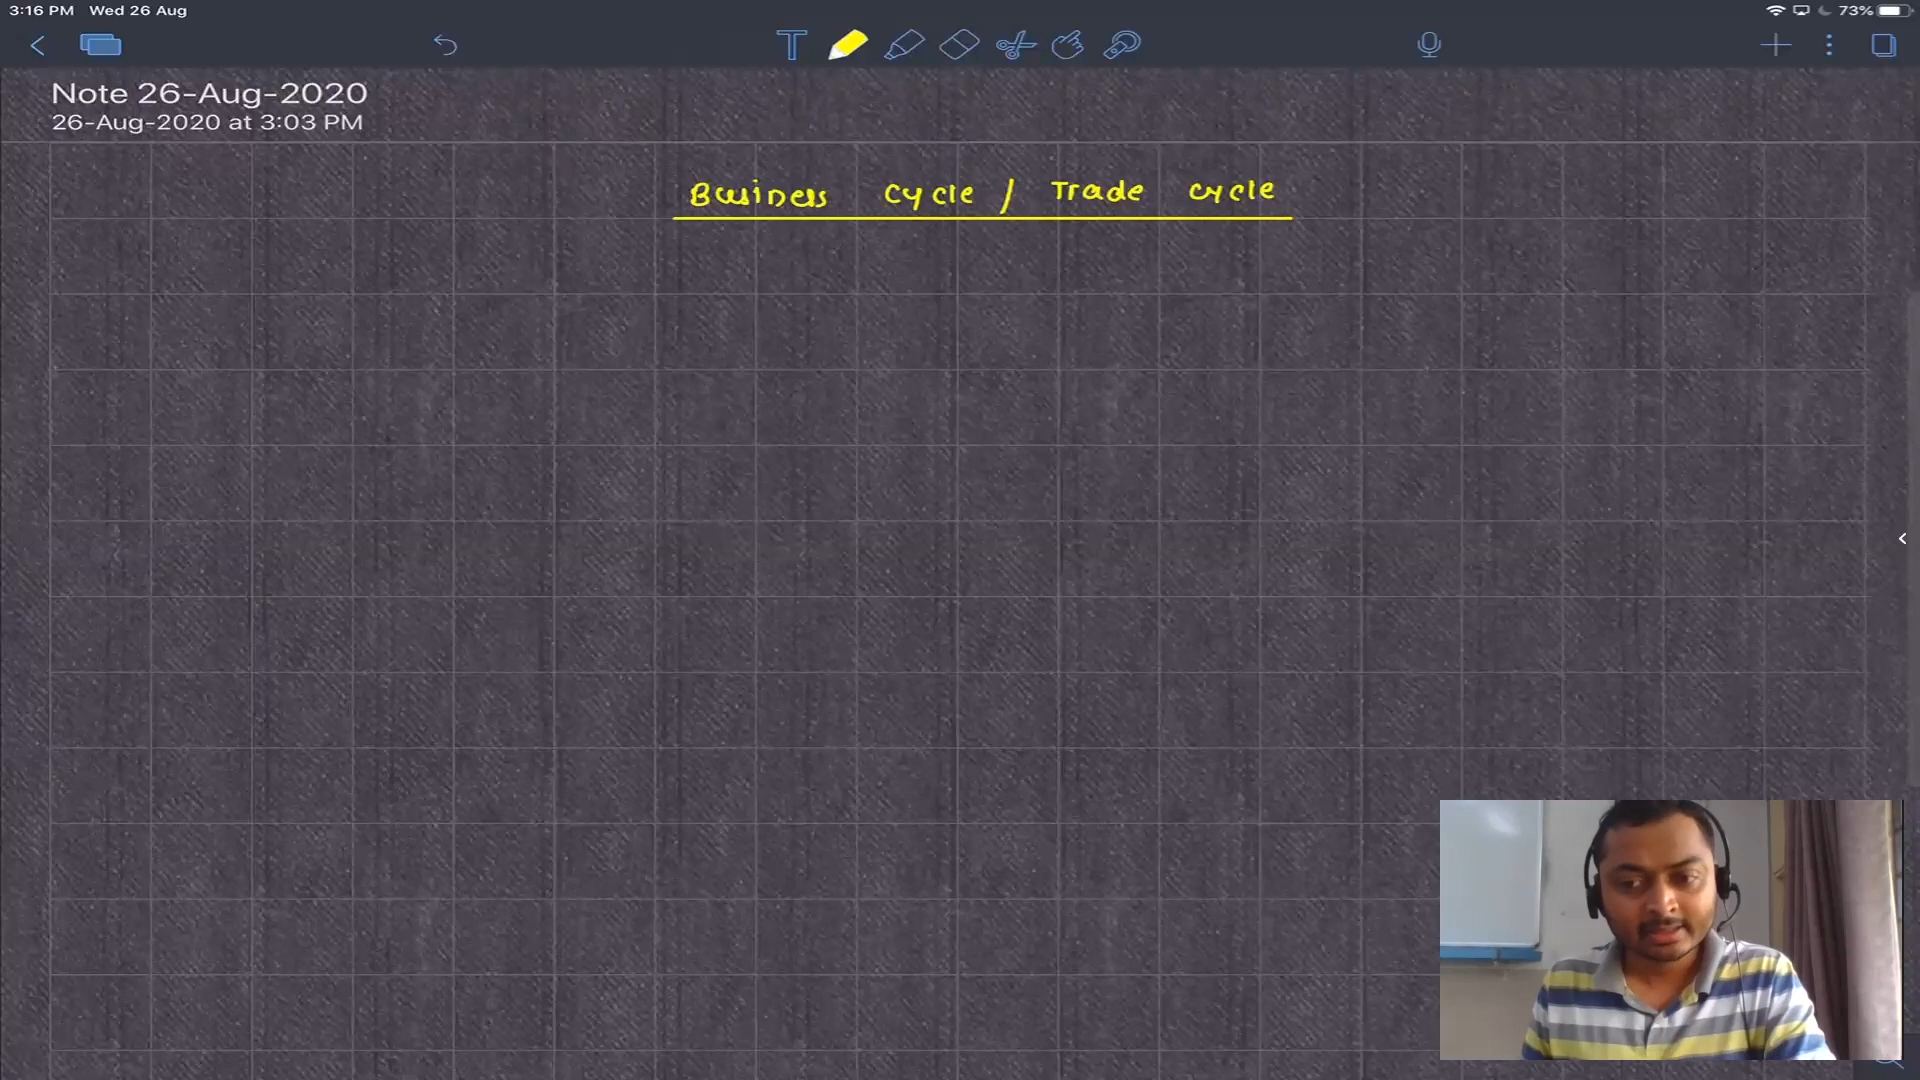 3:16 PM Wed 26 Aug
73%
Note 26-Aug-2020
26-Aug-2020 at 3:03 PM
Business cycle / Trade cycle